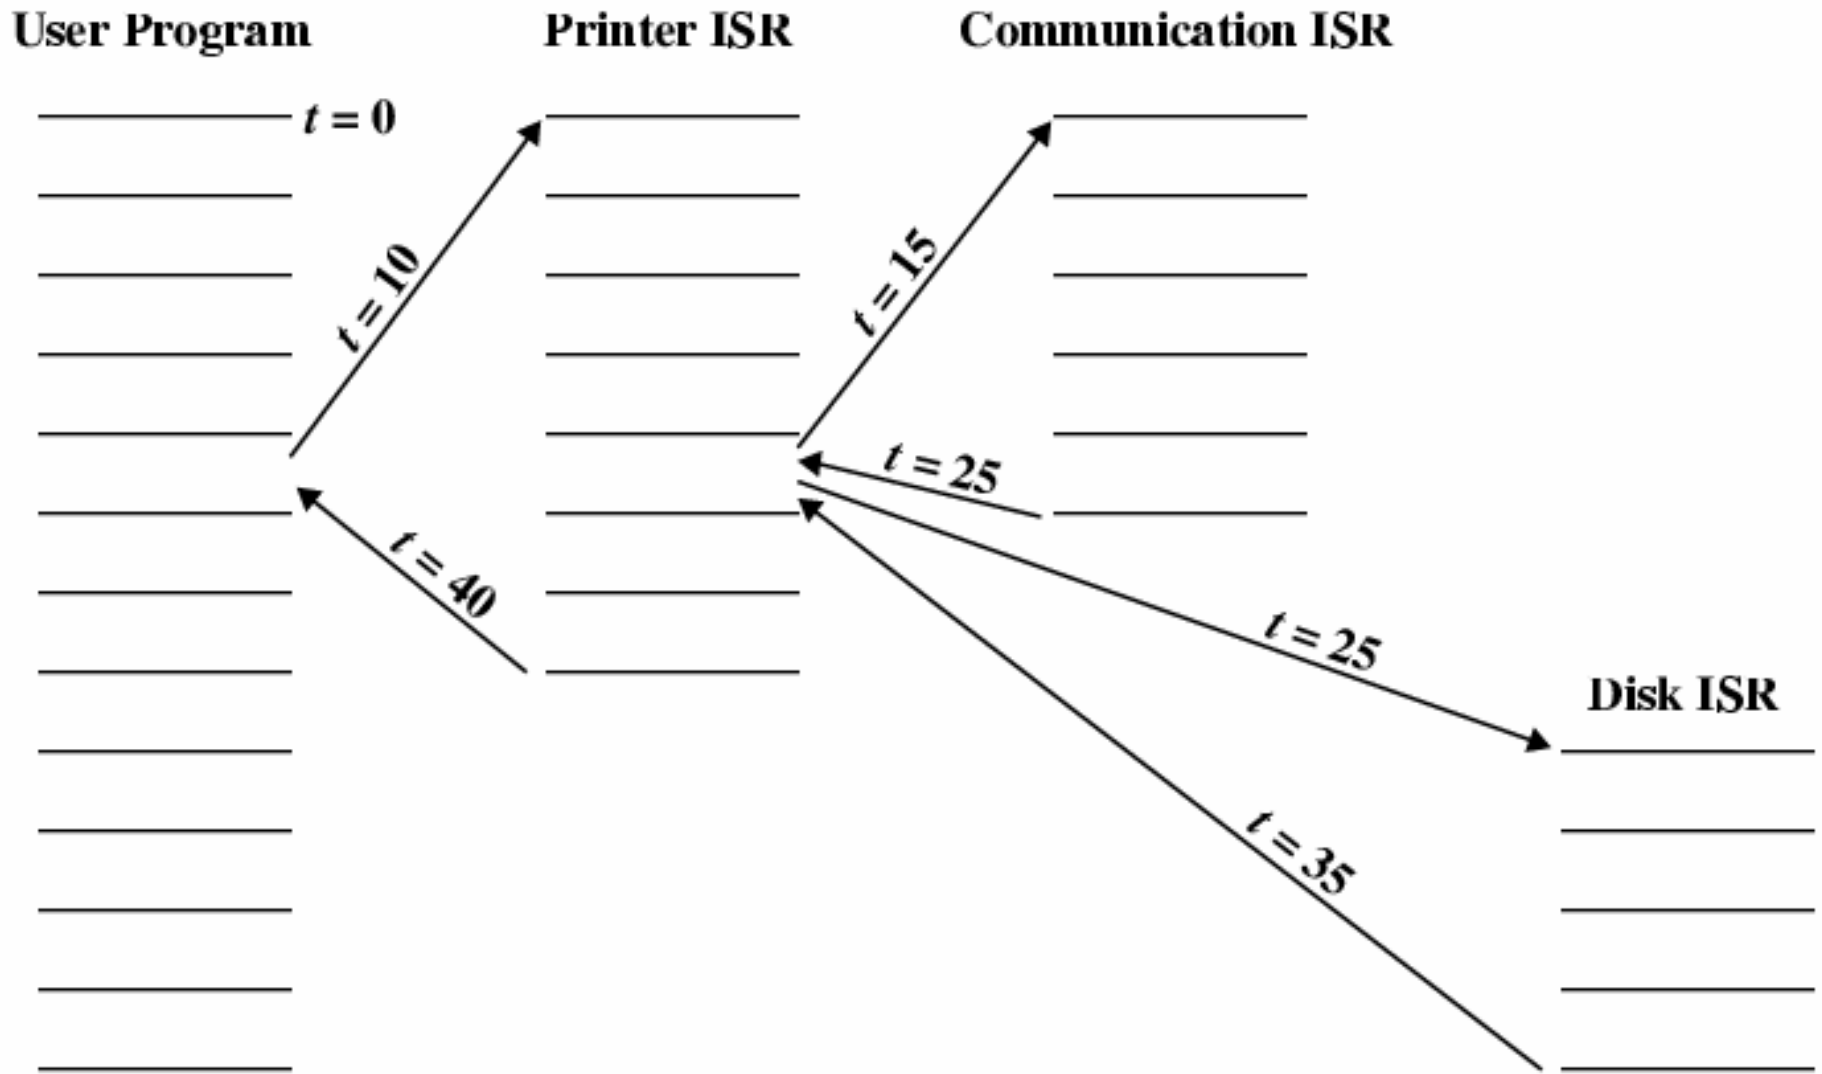 User Program
Printer ISR
Communication ISR
t = 0
t = 10
t = 15
t = 25
t = 40
t = 25
Disk ISR
t = 35